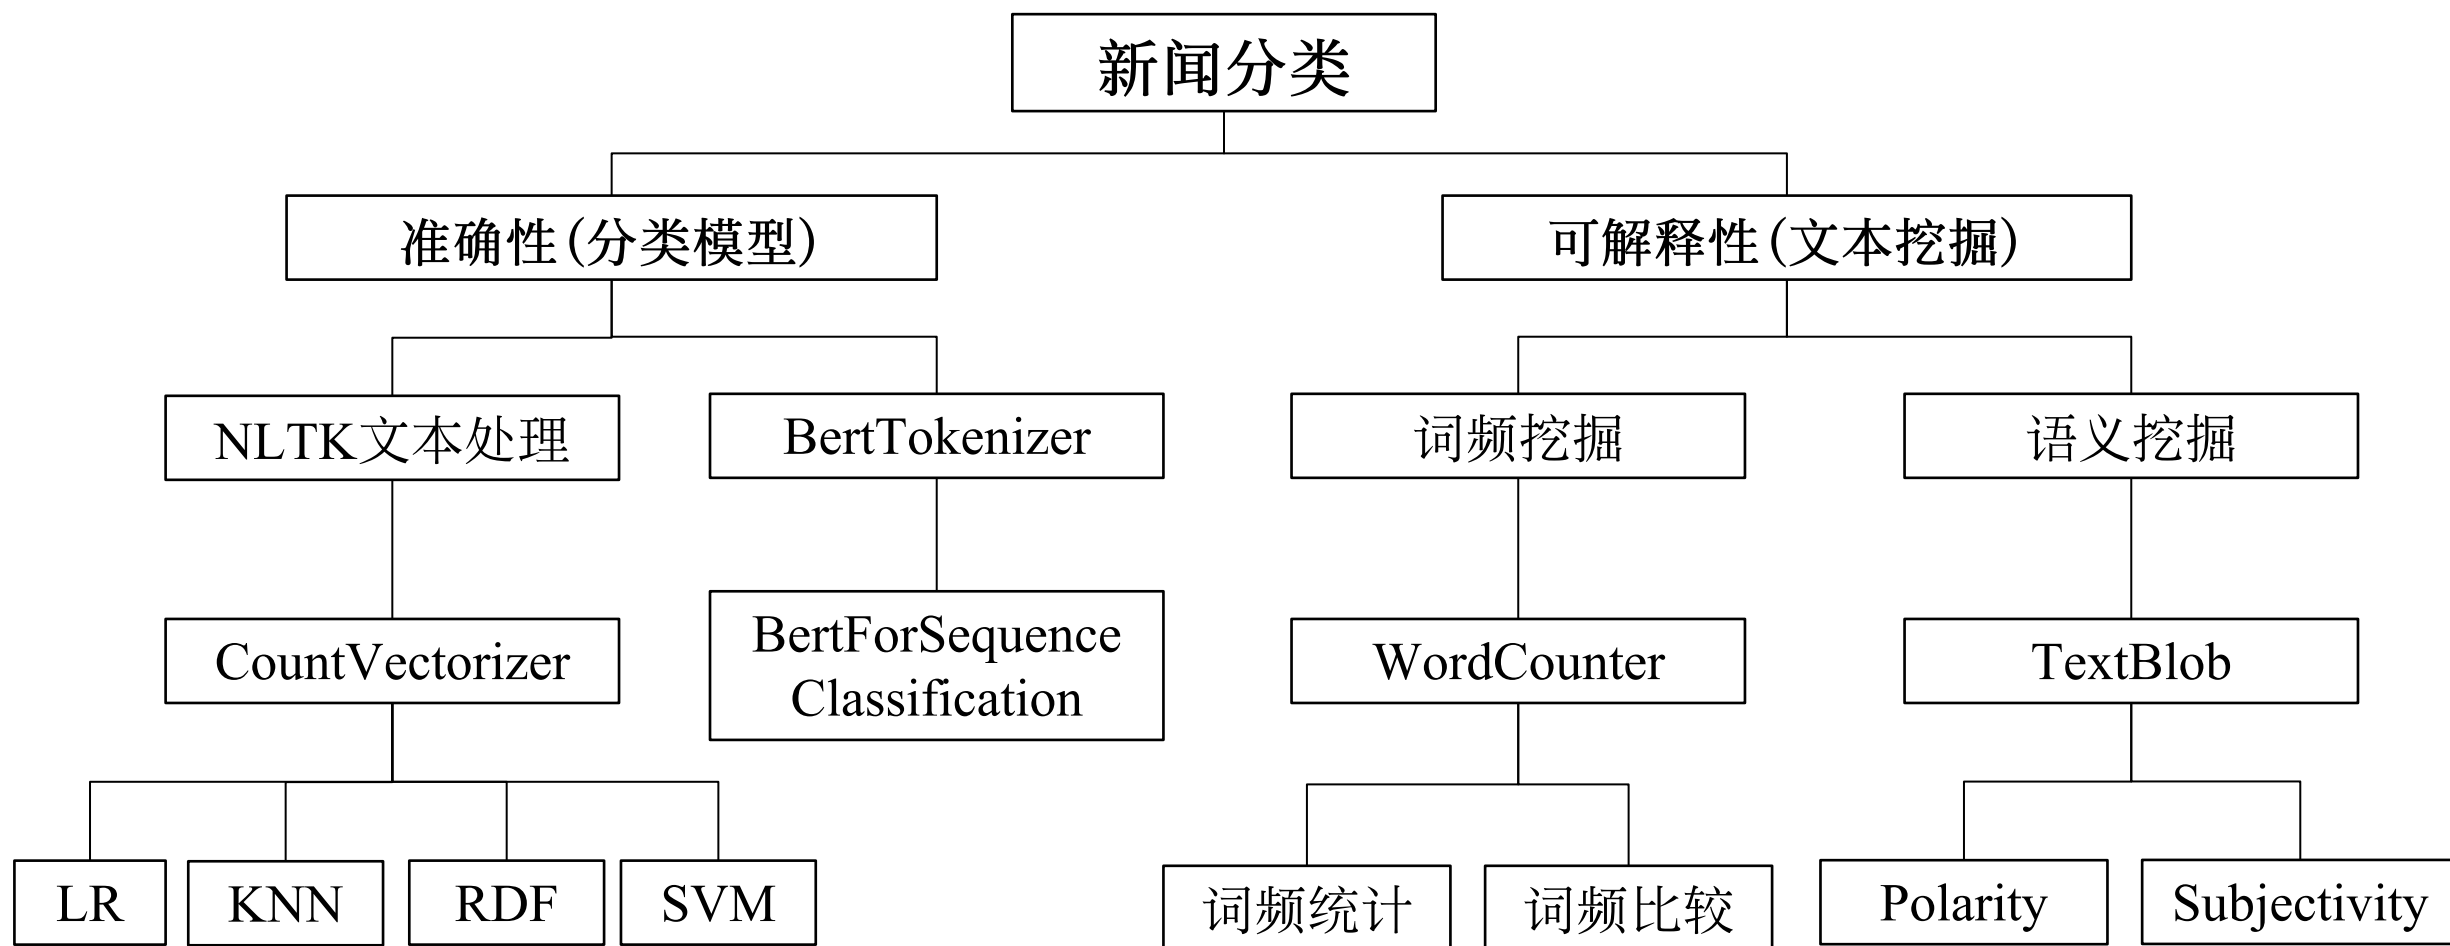 新闻分类
准确性(分类模型)
可解释性(文本挖掘)
NLTK文本处理
BertTokenizer
词频挖掘
语义挖掘
CountVectorizer
BertForSequence
Classification
WordCounter
TextBlob
LR
KNN
RDF
SVM
词频统计
词频比较
Polarity
Subjectivity